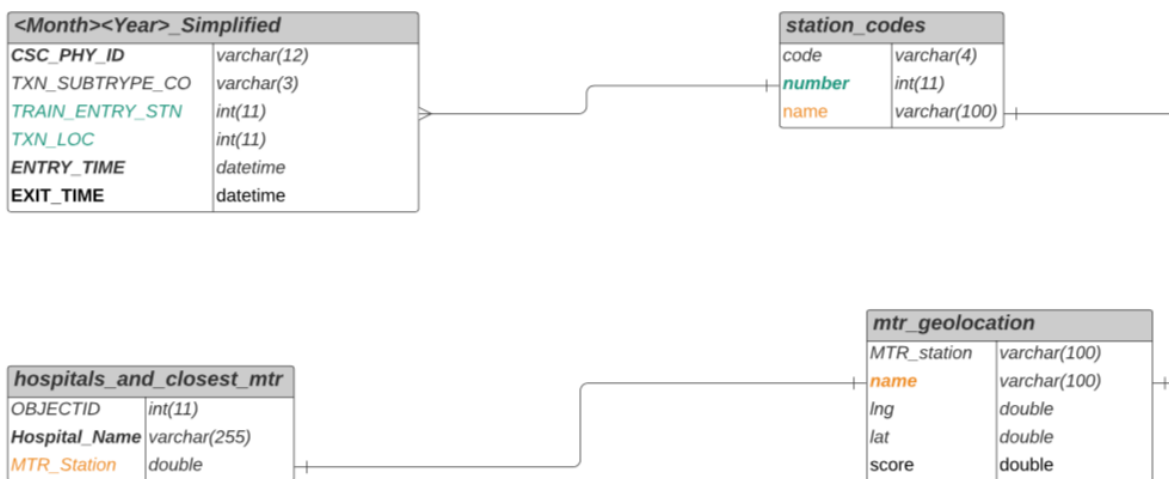 <Month><Year>_Simplified
CSC_PHY_ID varchar(12)
TXN_SUBTRYPE_CO varchar(3)
TRAIN_ENTRY_STN int(11)
TXN_LOC int(11)
ENTRY_TIME datetime
EXIT_TIME datetime
station_codes
code varchar(4)
number int(11)
name varchar(100)
hospitals_and_closest_mtr
OBJECTID int(11)
Hospital_Name varchar(255)
MTR_Station double
mtr_geolocation
MTR_station varchar(100)
name varchar(100)
lng double
lat double
score double